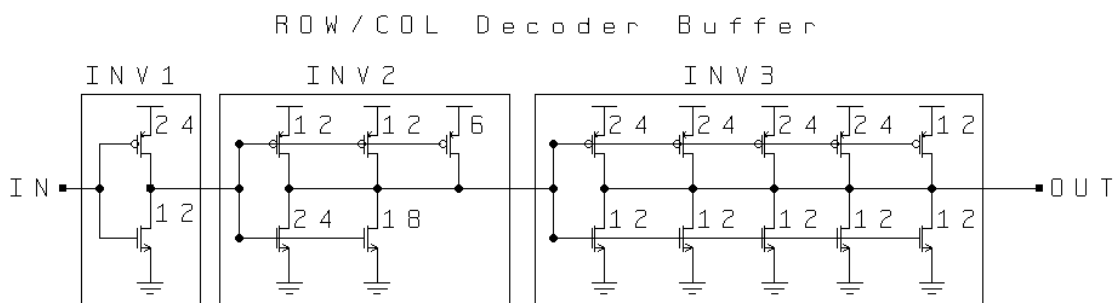 ROW/COL Decoder Buffer
INV1 INV2 INV3
24 12 12 6 24 24 24 24 12
IN OUT
12 24 18 12 12 12 12 12